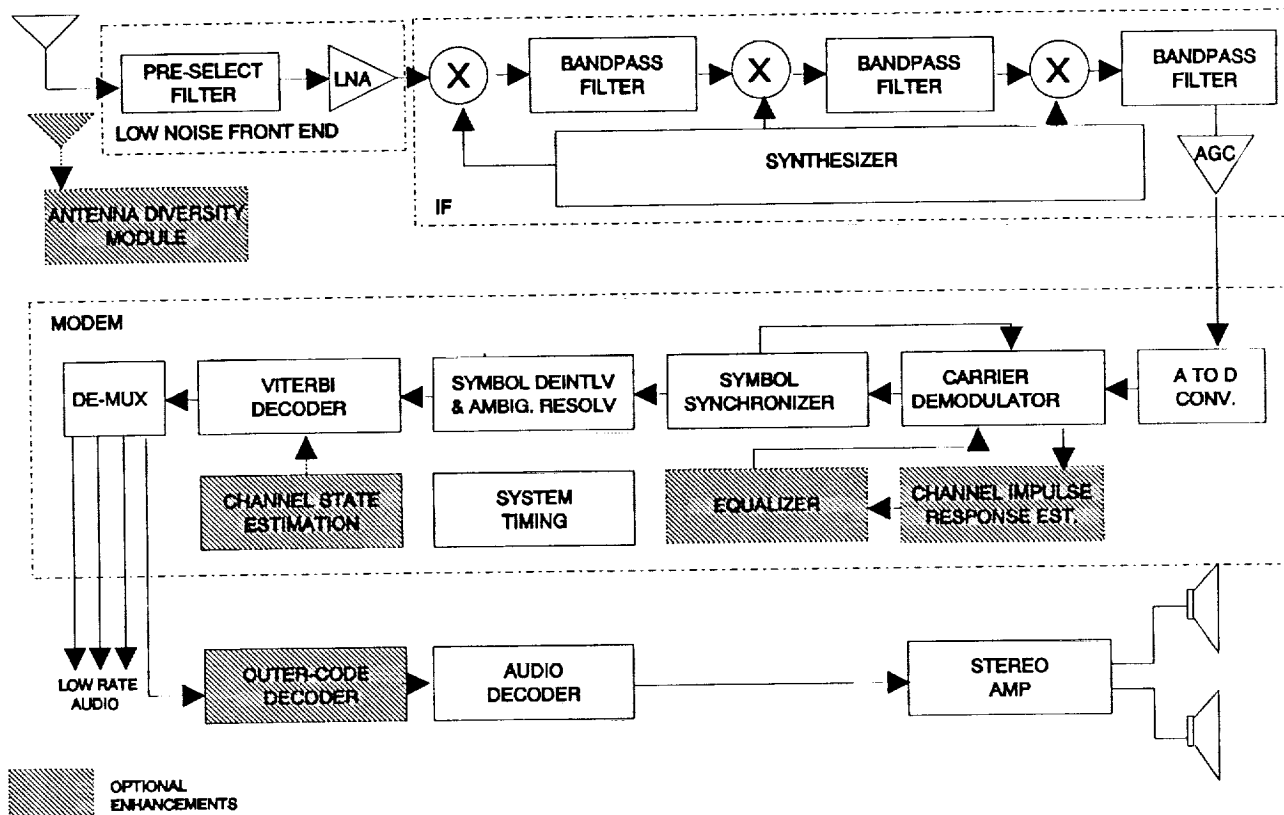 PRE-SELECT
FILTER
LNA
LOW NOISE FRONT END
X
BANDPASS
FILTER
X
BANDPASS
FILTER
X
BANDPASS
FILTER
SYNTHESIZER
AGC
IF
ANTENNA DIVERSITY
MODULE
MODEM
DE-MUX
VITERBI
DECODER
SYMBOL DEINTLV
& AMBIG. RESOLV
SYMBOL
SYNCHRONIZER
CARRIER
DEMODULATOR
A TO D
CONV.
CHANNEL STATE
ESTIMATION
SYSTEM
TIMING
EQUALIZER
CHANNEL IMPULSE
RESPONSE EST.
LOW RATE
AUDIO
OUTER-CODE
DECODER
AUDIO
DECODER
STEREO
AMP
OPTIONAL
ENHANCEMENTS